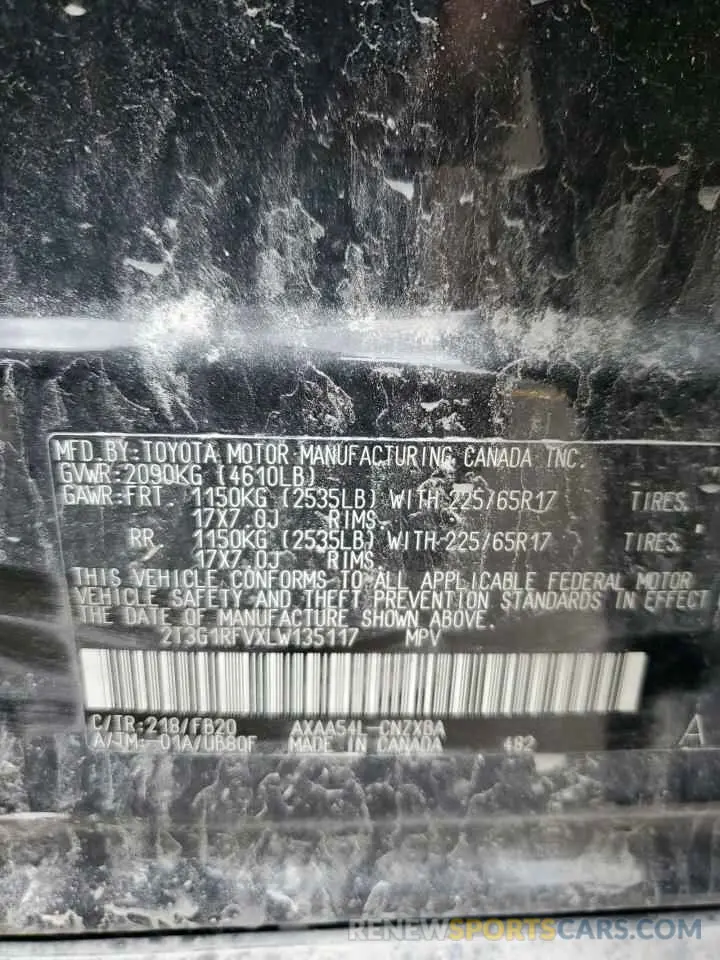 MFD. BY: TOYOTA MOTOR MANUFACTURING CANADA INC.
GVWR: 2090KG (4610LB)
GAWR: FRT. 1150KG (2535LB) WITH 225/65R17 TIRES.
17X7.0J RIMS.
RR. 1150KG (2535LB) WITH 225/65R17 TIRES.
17X7.0J RIMS.
THIS VEHICLE CONFORMS TO ALL APPLICABLE FEDERAL MOTOR
VEHICLE SAFETY AND THEFT PREVENTION STANDARDS IN EFFECT
THE DATE OF MANUFACTURE SHOWN ABOVE.
2T3G1RFVXLW135117 MPV
C/TR: 218/FB20 AXAA54L-CNZXBA
A/TM: -01A/UB80F MADE IN CANADA 482 A
RENEWSPORTSCARS.COM